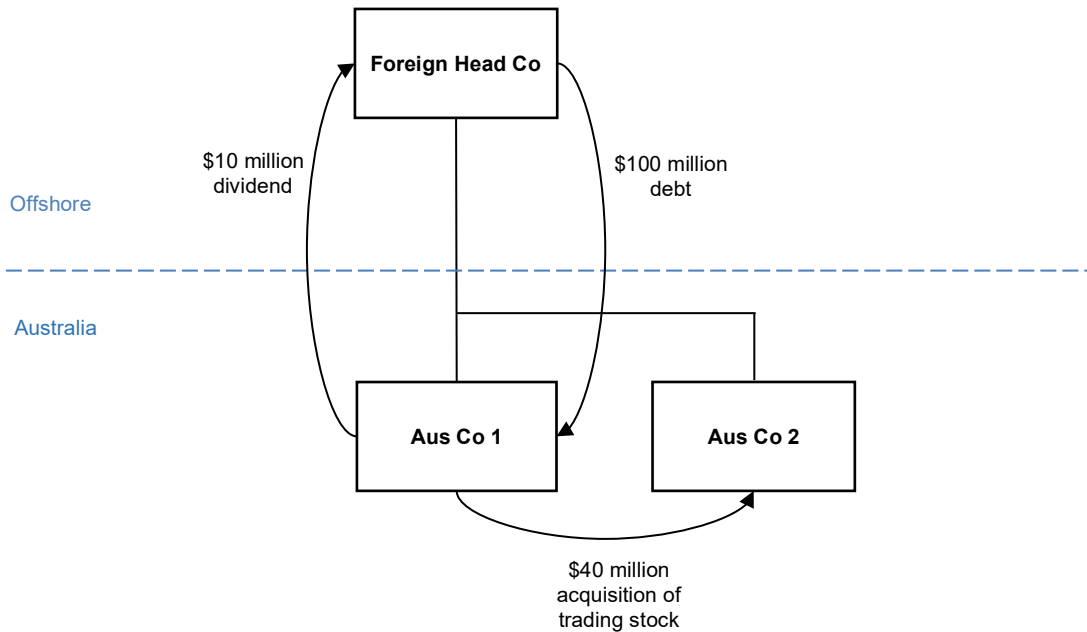 Foreign Head Co
$10 million
dividend
$100 million
debt
Offshore
Australia
Aus Co 1
Aus Co 2
$40 million
acquisition of
trading stock